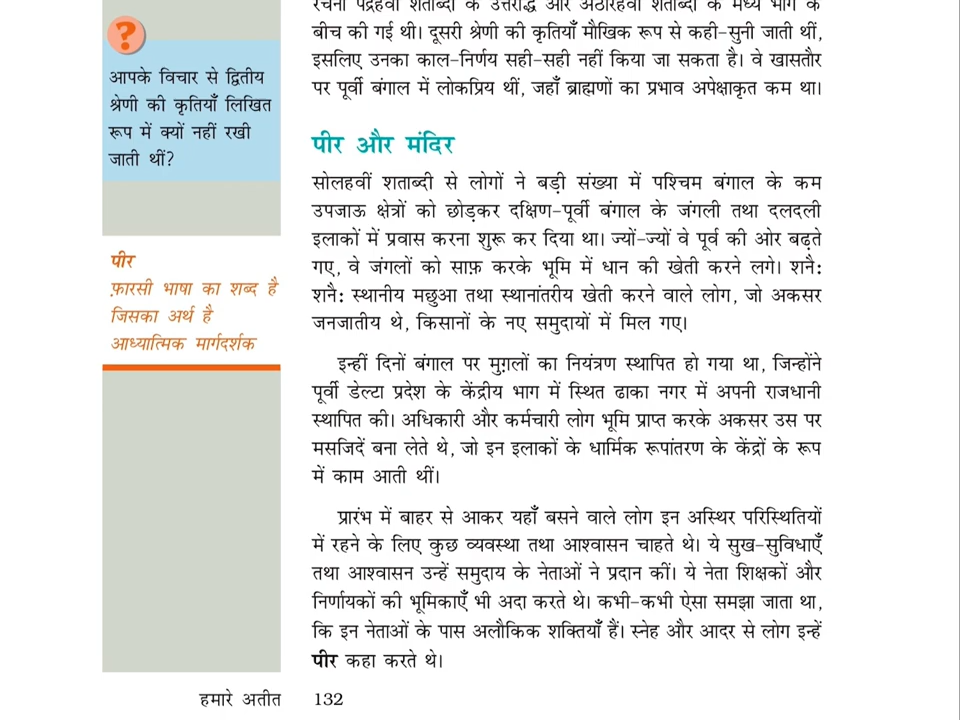 रचना पंद्रहवीं शताब्दी के उत्तरार्द्ध और अठारहवीं शताब्दी के मध्य भाग के
बीच की गई थी। दूसरी श्रेणी की कृतियाँ मौखिक रूप से कही–सुनी जाती थीं,
इसलिए उनका काल–निर्णय सही–सही नहीं किया जा सकता है। वे खासतौर
पर पूर्वी बंगाल में लोकप्रिय थीं, जहाँ ब्राह्मणों का प्रभाव अपेक्षाकृत कम था।
?
आपके विचार से द्वितीय
श्रेणी की कृतियाँ लिखित
रूप में क्यों नहीं रखी
जाती थीं?
पीर और मंदिर
सोलहवीं शताब्दी से लोगों ने बड़ी संख्या में पश्चिम बंगाल के कम
उपजाऊ क्षेत्रों को छोड़कर दक्षिण–पूर्वी बंगाल के जंगली तथा दलदली
इलाकों में प्रवास करना शुरू कर दिया था। ज्यों–ज्यों वे पूर्व की ओर बढ़ते
गए, वे जंगलों को साफ़ करके भूमि में धान की खेती करने लगे। शनै:
शनै: स्थानीय मछुआ तथा स्थानांतरीय खेती करने वाले लोग, जो अकसर
जनजातीय थे, किसानों के नए समुदायों में मिल गए।
पीर
फ़ारसी भाषा का शब्द है
जिसका अर्थ है
आध्यात्मिक मार्गदर्शक
इन्हीं दिनों बंगाल पर मुग़लों का नियंत्रण स्थापित हो गया था, जिन्होंने
पूर्वी डेल्टा प्रदेश के केंद्रीय भाग में स्थित ढाका नगर में अपनी राजधानी
स्थापित की। अधिकारी और कर्मचारी लोग भूमि प्राप्त करके अकसर उस पर
मसजिदें बना लेते थे, जो इन इलाकों के धार्मिक रूपांतरण के केंद्रों के रूप
में काम आती थीं।
प्रारंभ में बाहर से आकर यहाँ बसने वाले लोग इन अस्थिर परिस्थितियों
में रहने के लिए कुछ व्यवस्था तथा आश्वासन चाहते थे। ये सुख–सुविधाएँ
तथा आश्वासन उन्हें समुदाय के नेताओं ने प्रदान कीं। ये नेता शिक्षकों और
निर्णायकों की भूमिकाएँ भी अदा करते थे। कभी–कभी ऐसा समझा जाता था,
कि इन नेताओं के पास अलौकिक शक्तियाँ हैं। स्नेह और आदर से लोग इन्हें
पीर कहा करते थे।
हमारे अतीत 132